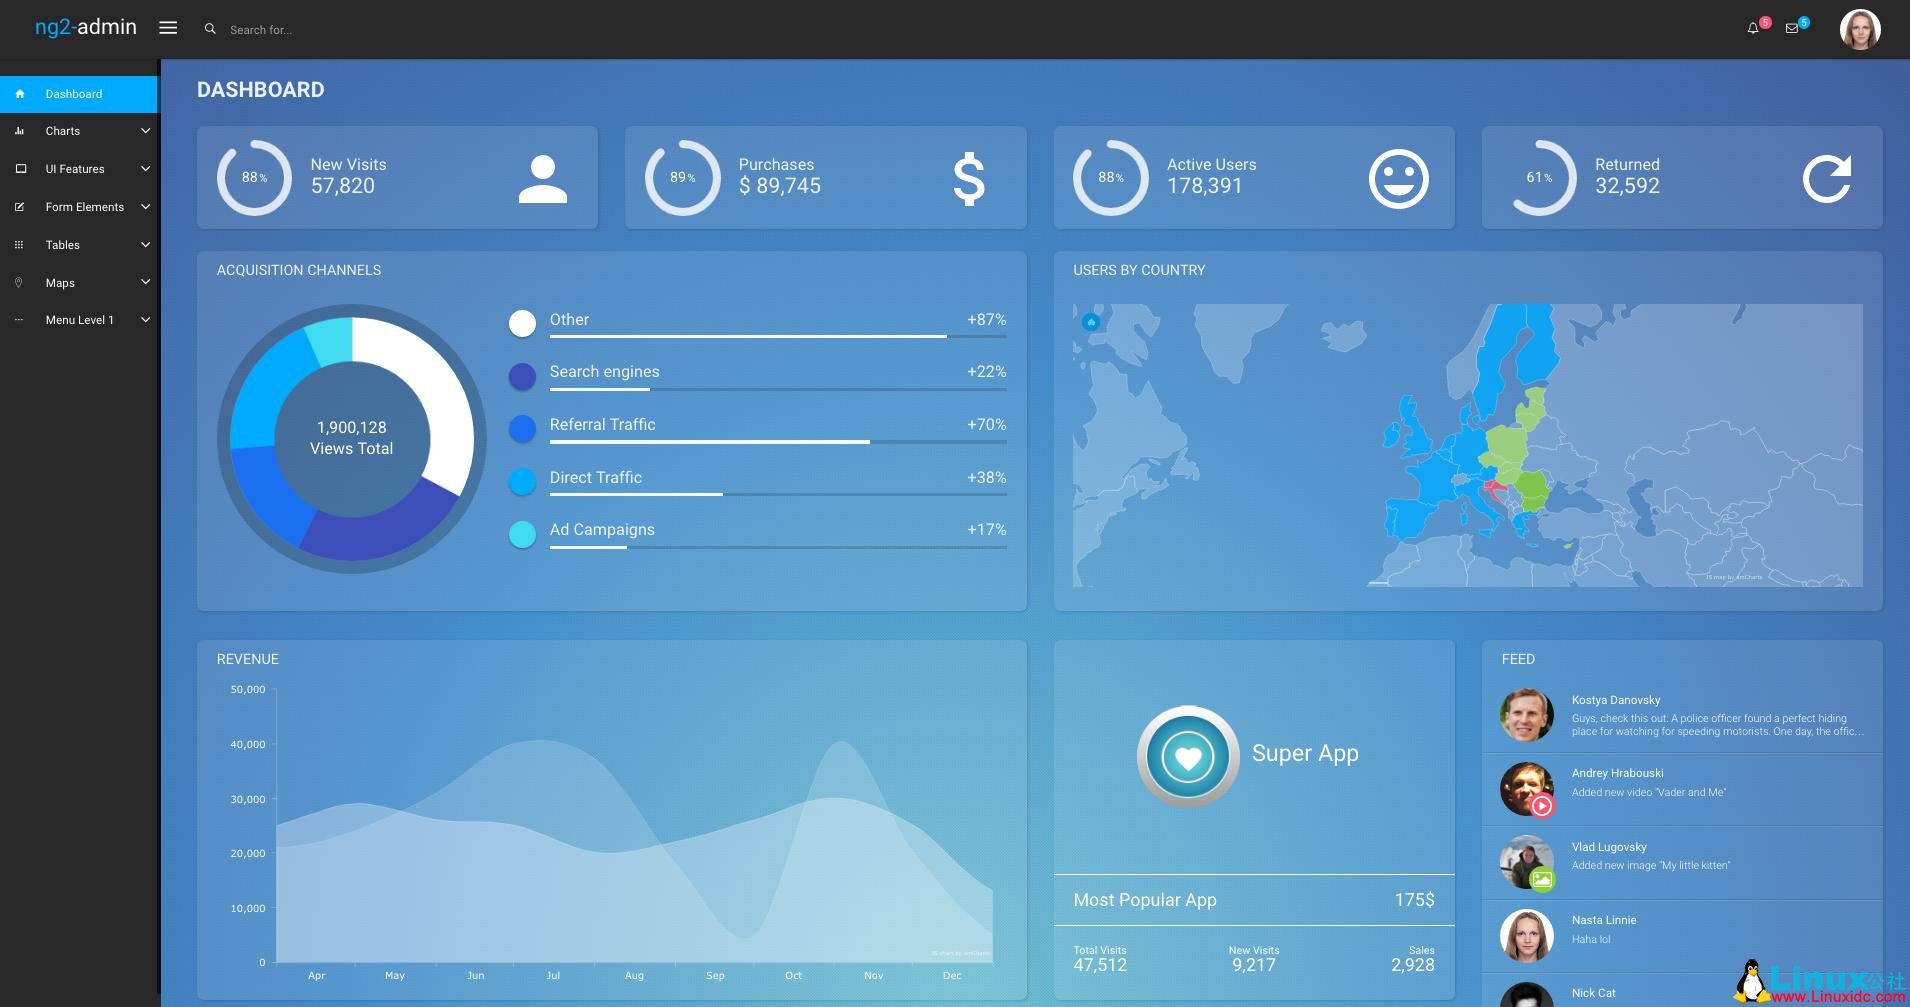 ng2-admin
Search for...
5
5
Dashboard
Charts
UI Features
Form Elements
Tables
Maps
Menu Level 1
DASHBOARD
88%
New Visits
57,820
89%
Purchases
$ 89,745
88%
Active Users
178,391
61%
Returned
32,592
ACQUISITION CHANNELS
1,900,128
Views Total
Other +87%
Search engines +22%
Referral Traffic +70%
Direct Traffic +38%
Ad Campaigns +17%
USERS BY COUNTRY
JS map by amCharts
REVENUE
50,000
40,000
30,000
20,000
10,000
0
Apr May Jun Jul Aug Sep Oct Nov Dec
JS chart by amCharts
Super App
Most Popular App 175$
Total Visits New Visits Sales
47,512 9,217 2,928
FEED
Kostya Danovsky
Guys, check this out: A police officer found a perfect hiding
place for watching for speeding motorists. One day, the offic...
Andrey Hrabouski
Added new video "Vader and Me"
Vlad Lugovsky
Added new image "My little kitten"
Nasta Linnie
Haha lol
Nick Cat
Linux公社
www.Linuxidc.com